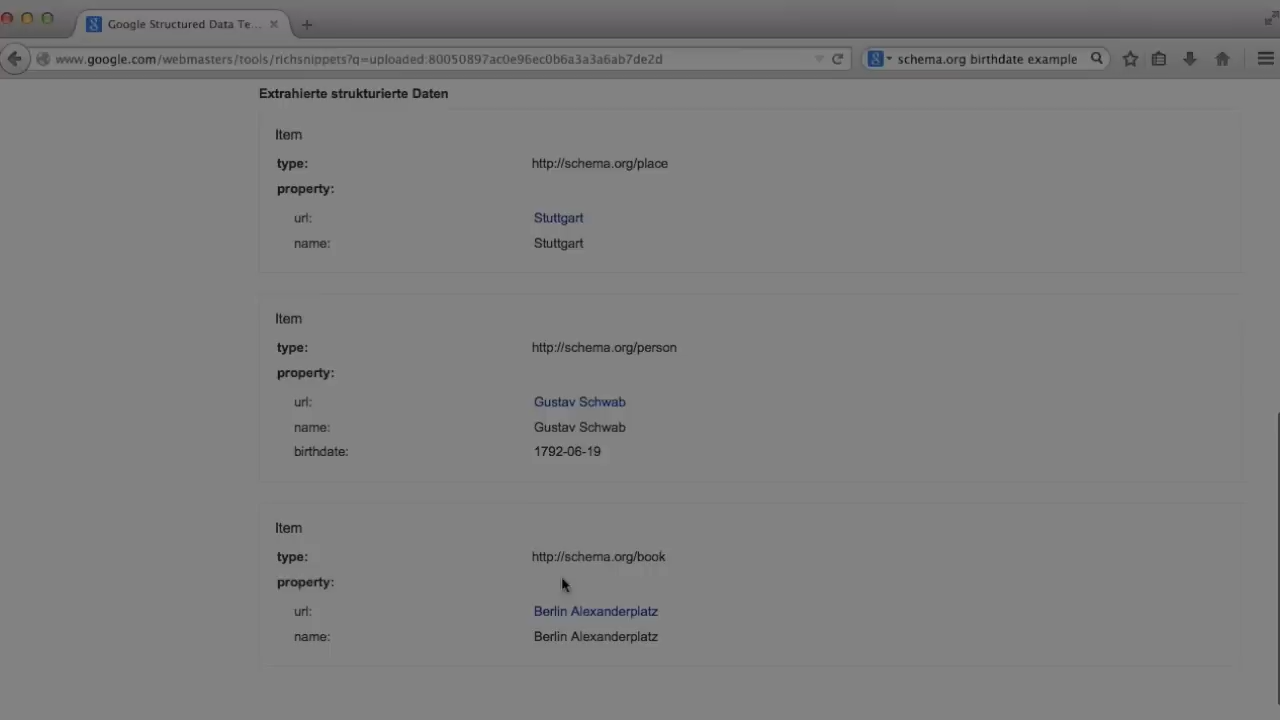 Google Structured Data Te...
www.google.com/webmasters/tools/richsnippets?q=uploaded:80050897ac0e96ec0b6a3a3a6ab7de2d
schema.org birthdate example
Extrahierte strukturierte Daten
Item
type: http://schema.org/place
property:
url: Stuttgart
name: Stuttgart
Item
type: http://schema.org/person
property:
url: Gustav Schwab
name: Gustav Schwab
birthdate: 1792-06-19
Item
type: http://schema.org/book
property:
url: Berlin Alexanderplatz
name: Berlin Alexanderplatz